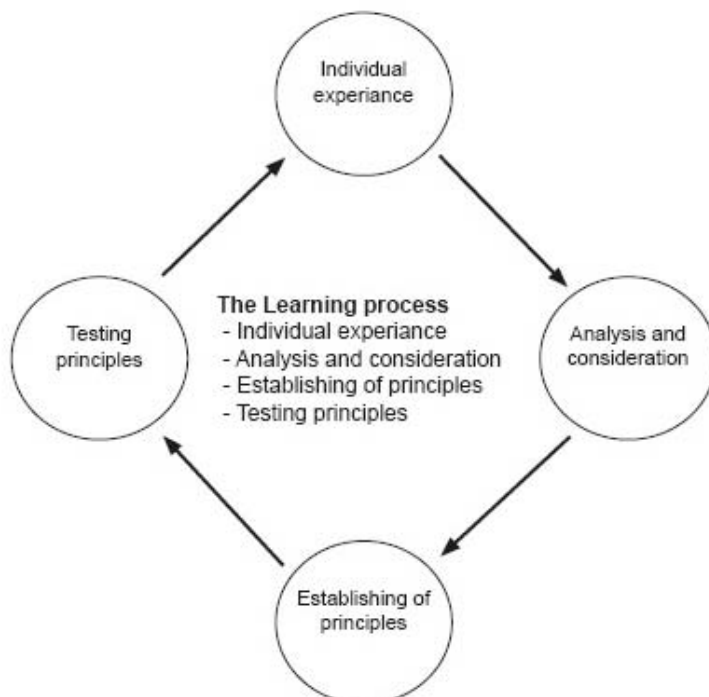 Individual
experiance
Testing
principles
The Learning process
- Individual experiance
- Analysis and consideration
- Establishing of principles
- Testing principles
Analysis and
consideration
Establishing of
principles